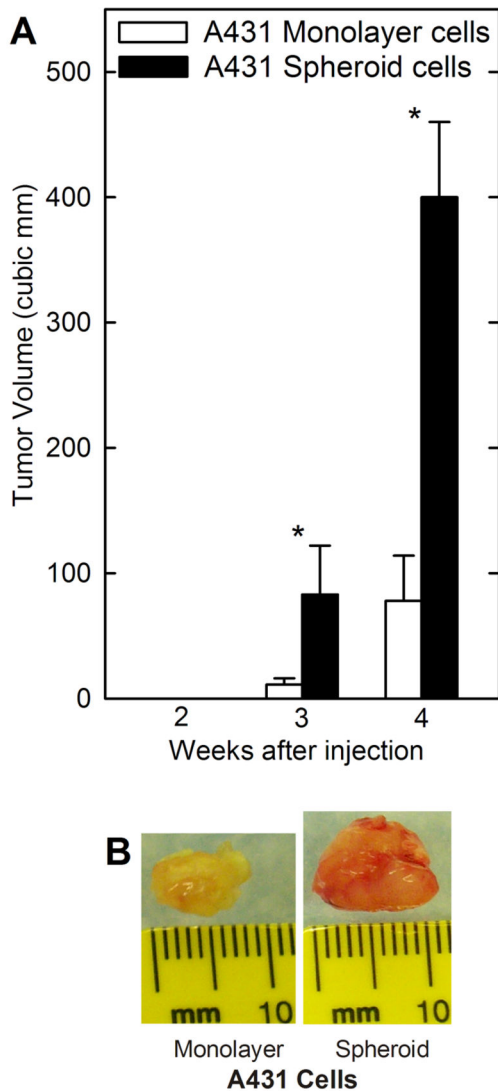 A
A431 Monolayer cells
A431 Spheroid cells
Tumor Volume (cubic mm)
500
400
300
200
100
0
*
*
2 3 4
Weeks after injection
B
mm 10
mm 10
Monolayer Spheroid
A431 Cells